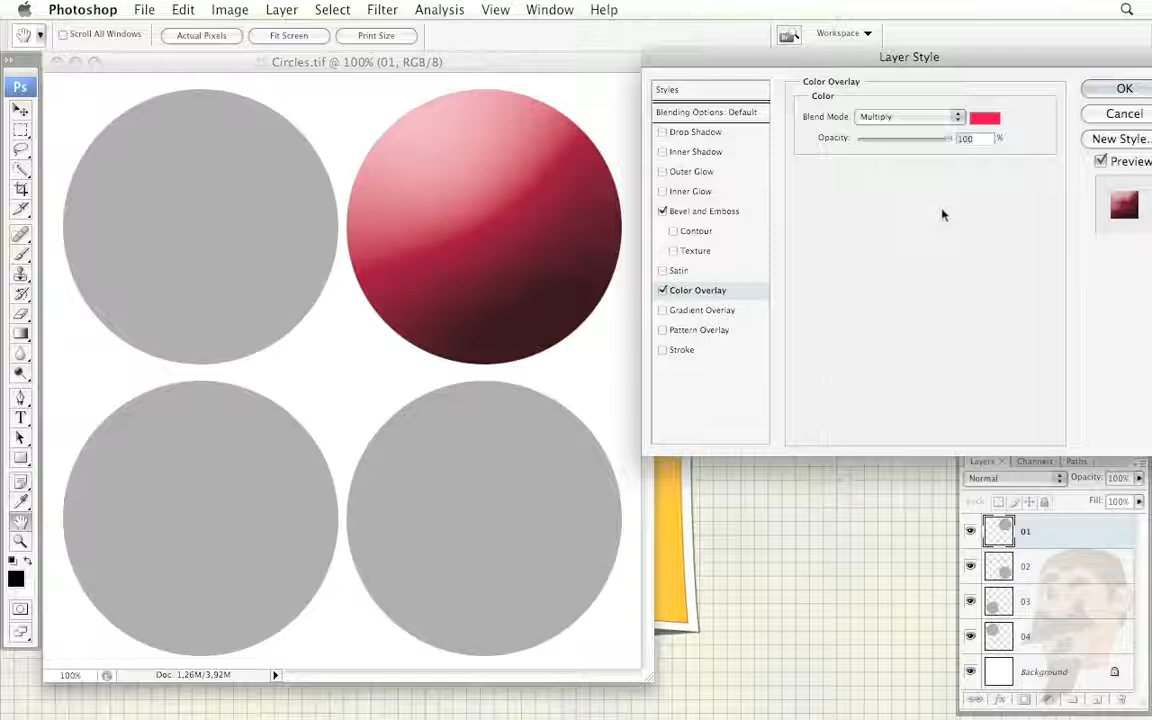 Photoshop File Edit Image Layer Select Filter Analysis View Window Help
Scroll All Windows Actual Pixels Fit Screen Print Size Workspace
Circles.tif @ 100% (01, RGB/8)
Layer Style
Ps
Styles
Blending Options: Default
Drop Shadow
Inner Shadow
Outer Glow
Inner Glow
Bevel and Emboss
Contour
Texture
Satin
Color Overlay
Gradient Overlay
Pattern Overlay
Stroke
Color Overlay
Color
Blend Mode: Multiply
Opacity: 100 %
OK
Cancel
New Style...
Preview
T
Layers × Channels Paths
Normal Opacity: 100%
Fill: 100%
01
02
03
04
Background
fx
100% Doc: 1,26M/3,92M